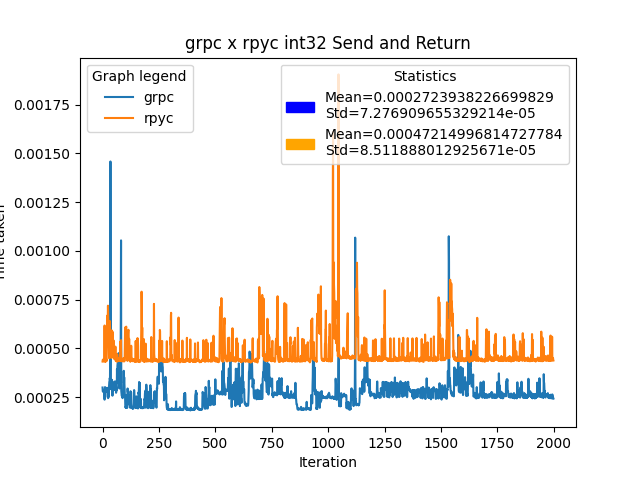 grpc x rpyc int32 Send and Return
Graph legend
grpc
rpyc
Statistics
Mean=0.0002723938226699829
Std=7.276909655329214e-05
Mean=0.00047214996814727784
Std=8.511888012925671e-05
0.00175
0.00150
0.00125
0.00100
0.00075
0.00050
0.00025
0 250 500 750 1000 1250 1500 1750 2000
Iteration